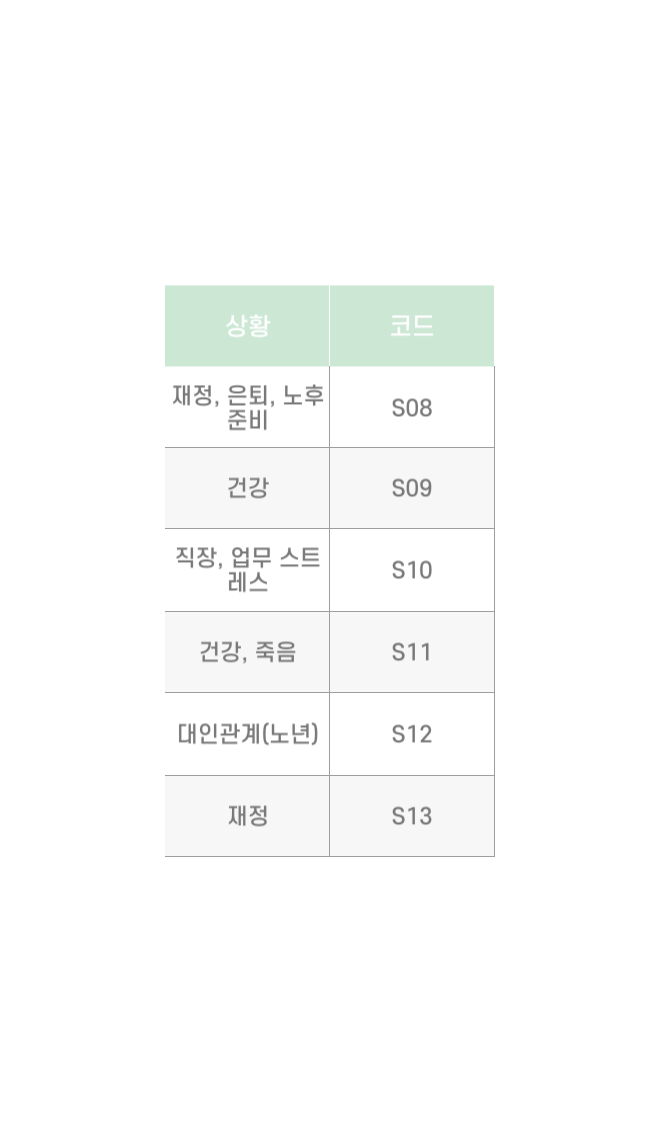 상황 코드
재정, 은퇴, 노후
준비
S08
건강 S09
직장, 업무 스트
레스
S10
건강, 죽음 S11
대인관계(노년) S12
재정 S13